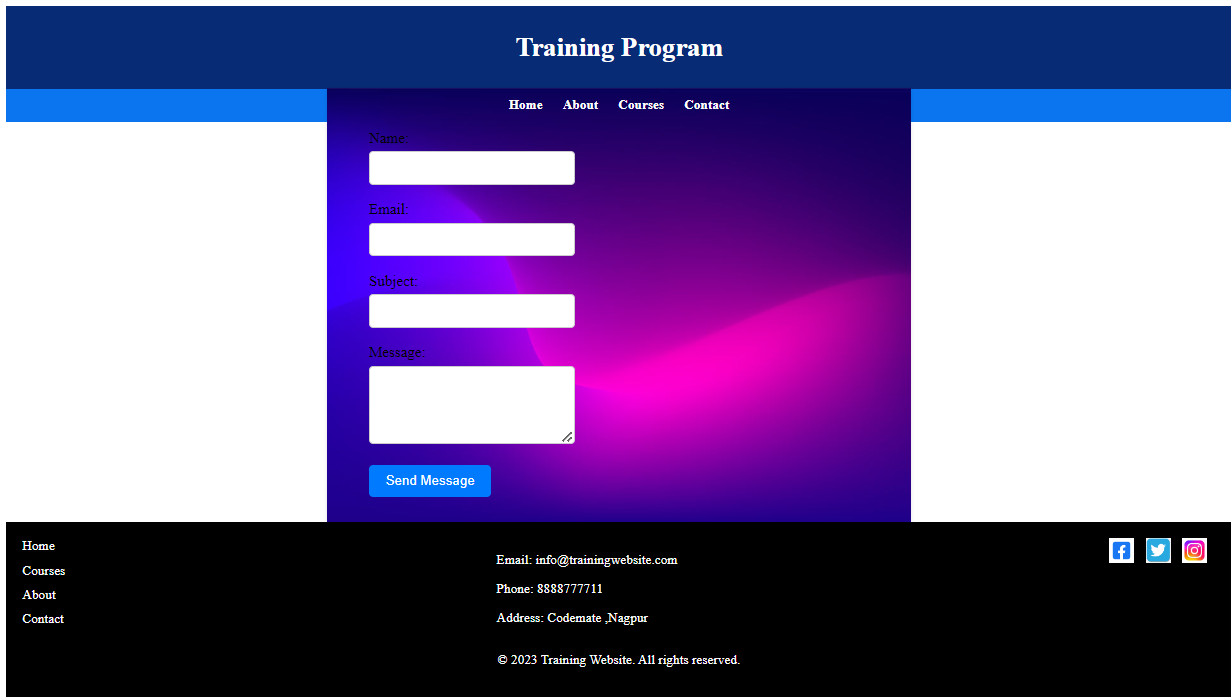 Training Program
Home About Courses Contact
Name:
Email:
Subject:
Message:
Send Message
Home
Courses
About
Contact
Email: info@trainingwebsite.com
Phone: 8888777711
Address: Codemate ,Nagpur
© 2023 Training Website. All rights reserved.